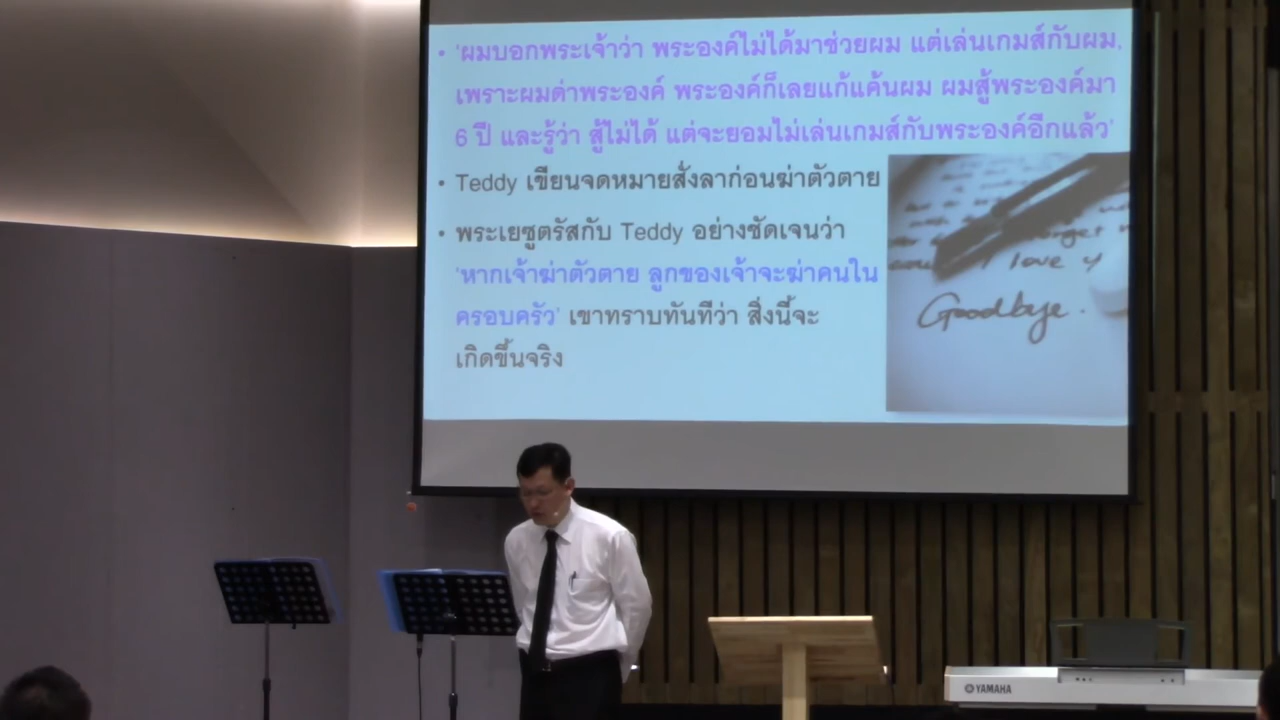 • 'ผมบอกพระเจ้าว่า พระองค์ไม่ได้มาช่วยผม แต่เล่นเกมส์กับผม,
เพราะผมด่าพระองค์ พระองค์ก็เลยแก้แค้นผม ผมสู้พระองค์มา
6 ปี และรู้ว่า สู้ไม่ได้ แต่จะยอมไม่เล่นเกมส์กับพระองค์อีกแล้ว'
• Teddy เขียนจดหมายสั่งลาก่อนฆ่าตัวตาย
• พระเยซูตรัสกับ Teddy อย่างชัดเจนว่า
'หากเจ้าฆ่าตัวตาย ลูกของเจ้าจะฆ่าคนใน
ครอบครัว' เขาทราบทันทีว่า สิ่งนี้จะ
เกิดขึ้นจริง
I love y
Goodbye.
YAMAHA